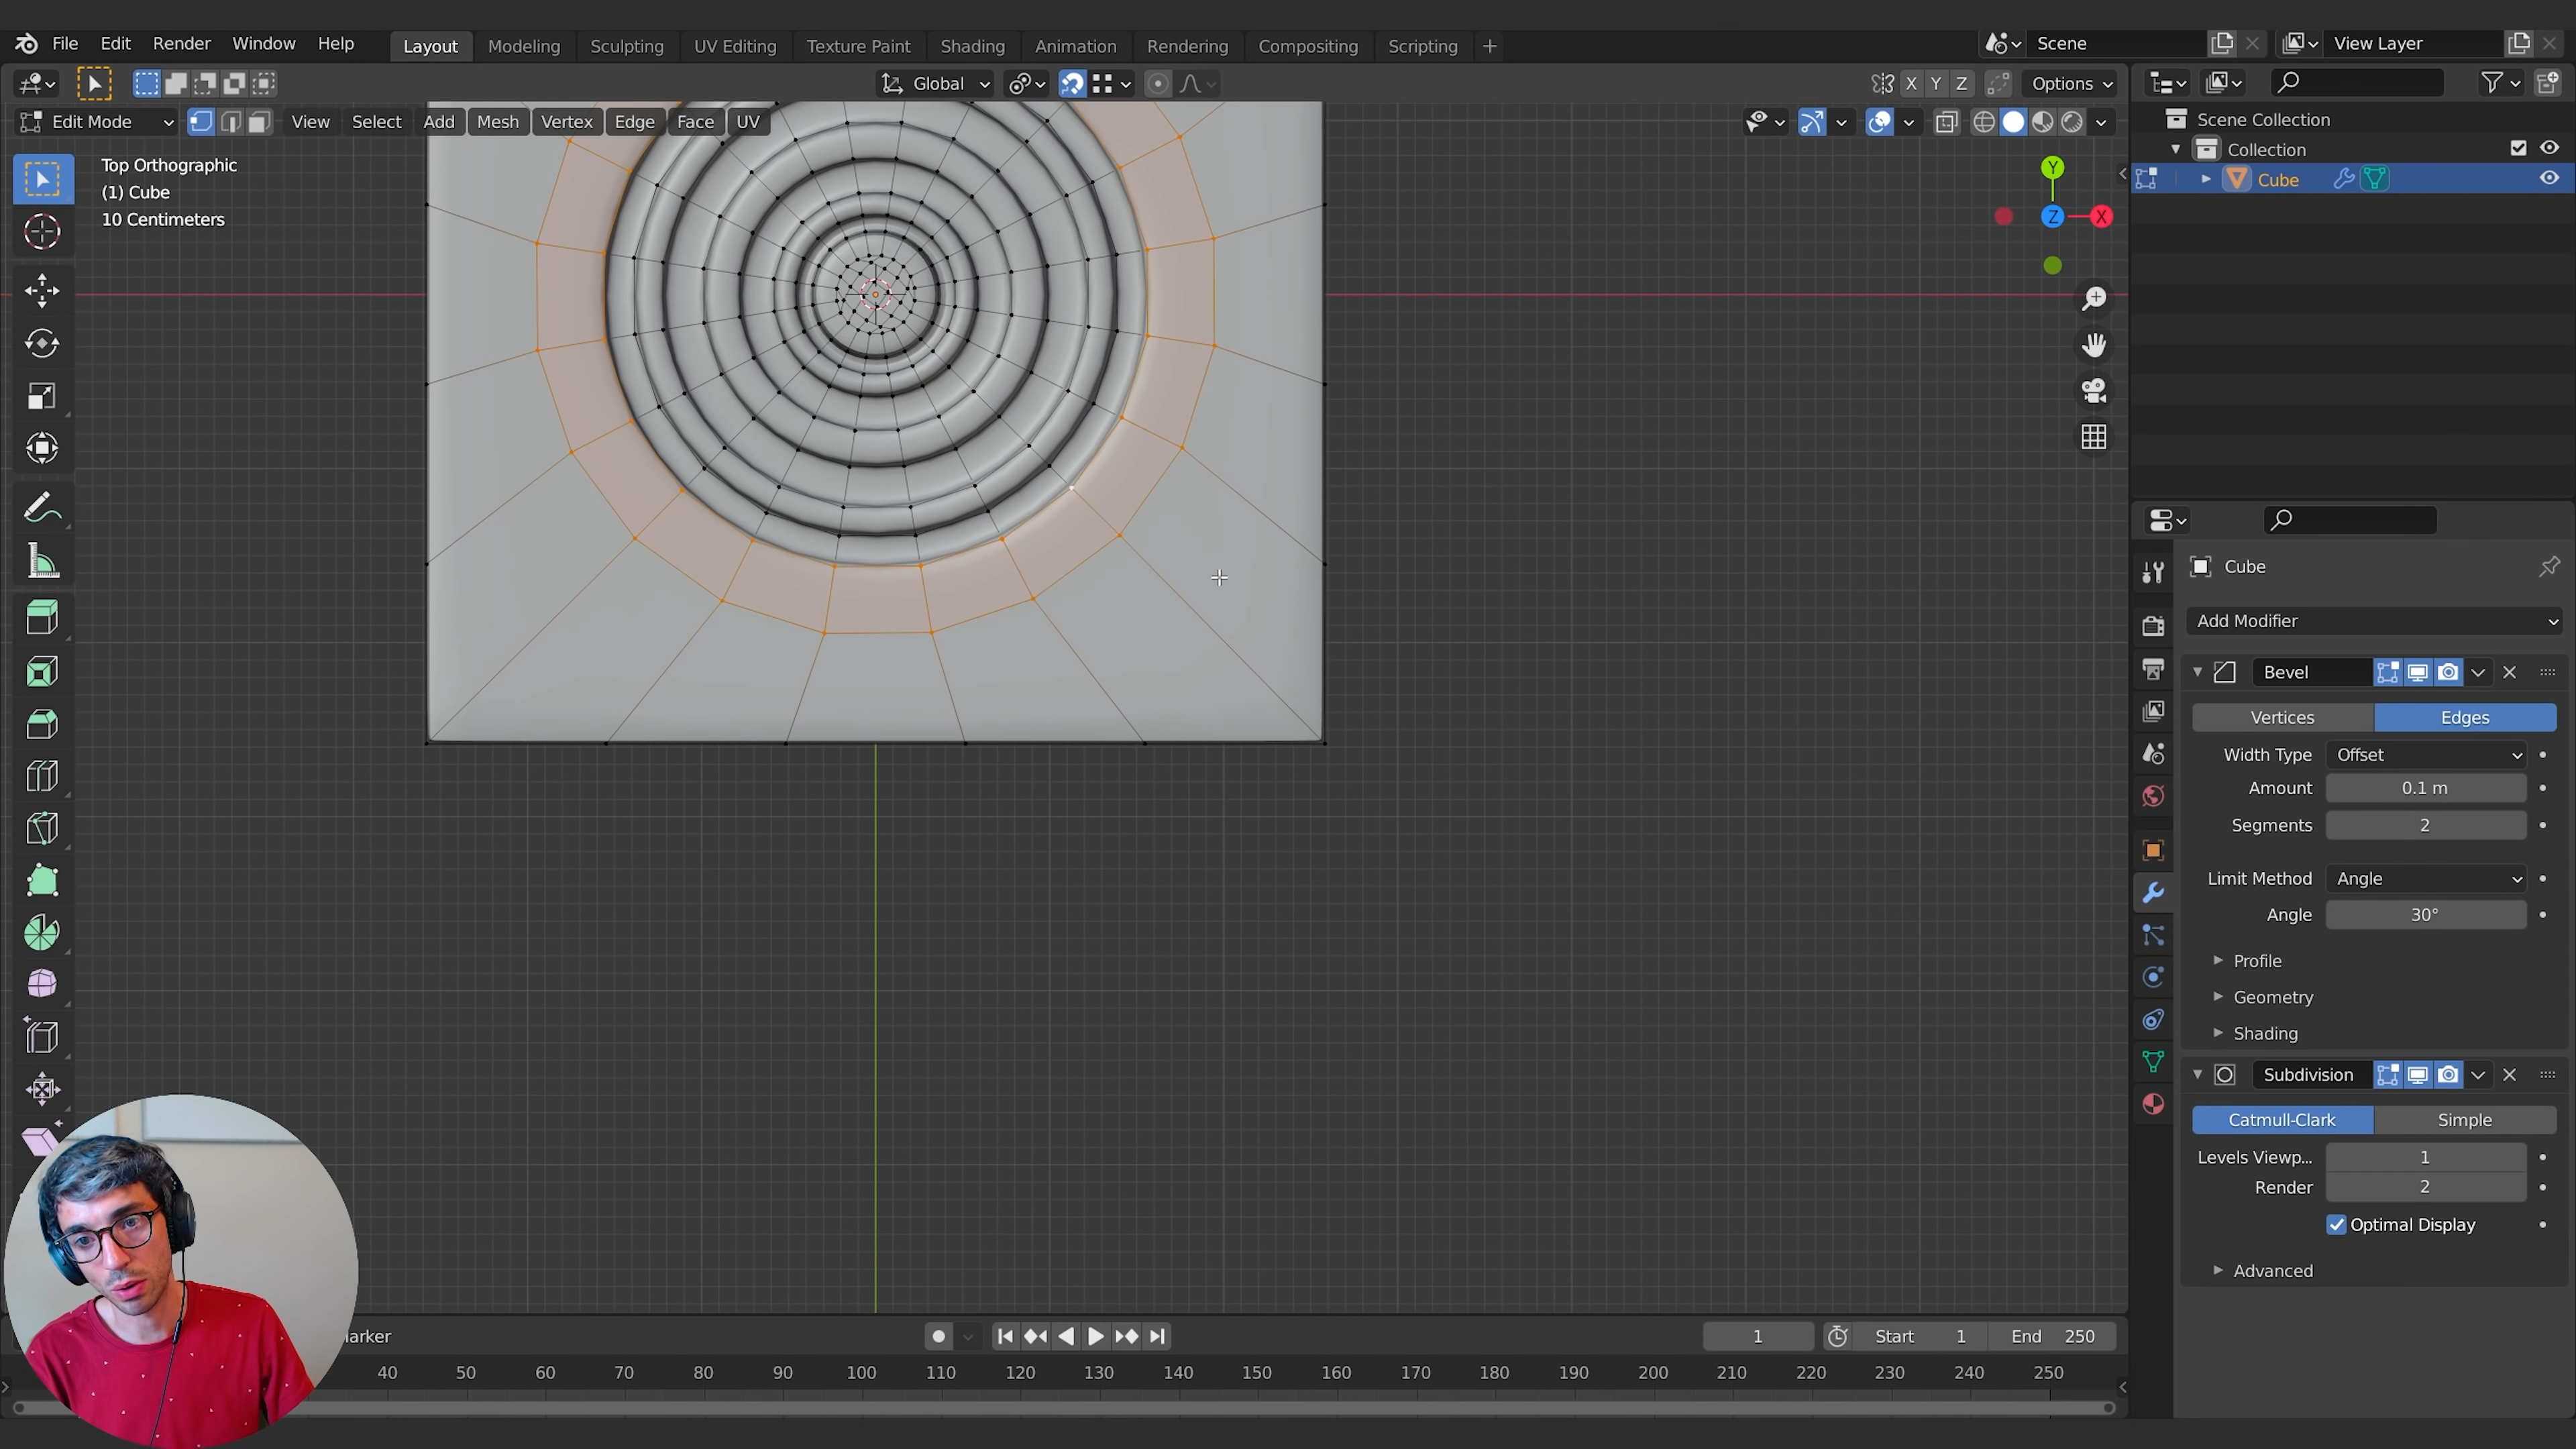 File Edit Render Window Help Layout Modeling Sculpting UV Editing Texture Paint Shading Animation Rendering Compositing Scripting + Scene View Layer
Global X Y Z Options
Edit Mode View Select Add Mesh Vertex Edge Face UV
Top Orthographic
(1) Cube
10 Centimeters
Y
Z
X
Scene Collection
Collection
Cube
Cube
Add Modifier
Bevel
Vertices Edges
Width Type Offset
Amount 0.1 m
Segments 2
Limit Method Angle
Angle 30°
Profile
Geometry
Shading
Subdivision
Catmull-Clark Simple
Levels Viewp... 1
Render 2
Optimal Display
Advanced
arker 1 Start 1 End 250
40 50 60 70 80 90 100 110 120 130 140 150 160 170 180 190 200 210 220 230 240 250